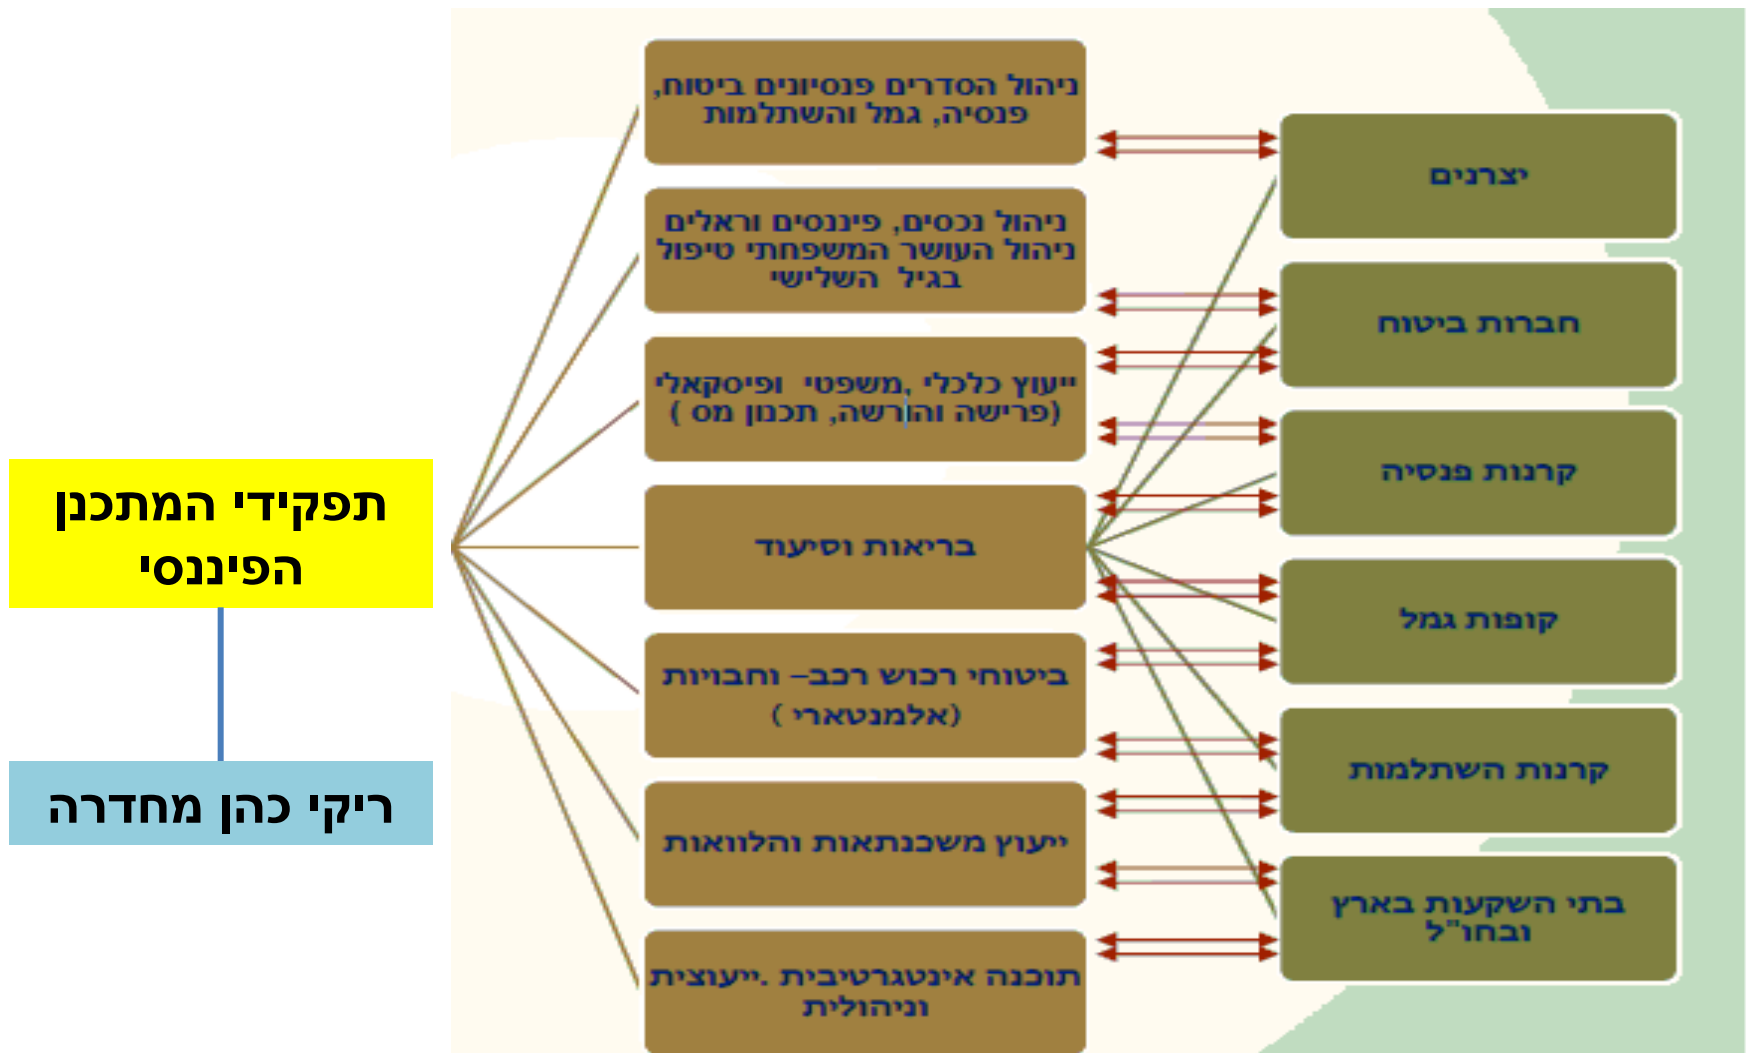 ניהול הסדרים פנסיונים ביטוח,
פנסיה, גמל והשתלמות
ניהול נכסים, פיננסים וראלים
ניהול העושר המשפחתי טיפול
בגיל השלישי
ייעוץ כלכלי, משפטי ופיסקאלי
(פרישה והורשה, תכנון מס )
בריאות וסיעוד
ביטוחי רכוש רכב– וחבויות
(אלמנטארי )
ייעוץ משכנתאות והלוואות
תוכנה אינטגרטיבית .ייעוצית
וניהולית
יצרנים
חברות ביטוח
קרנות פנסיה
קופות גמל
קרנות השתלמות
בתי השקעות בארץ
ובחו"ל
תפקידי המתכנן
הפיננסי
ריקי כהן מחדרה